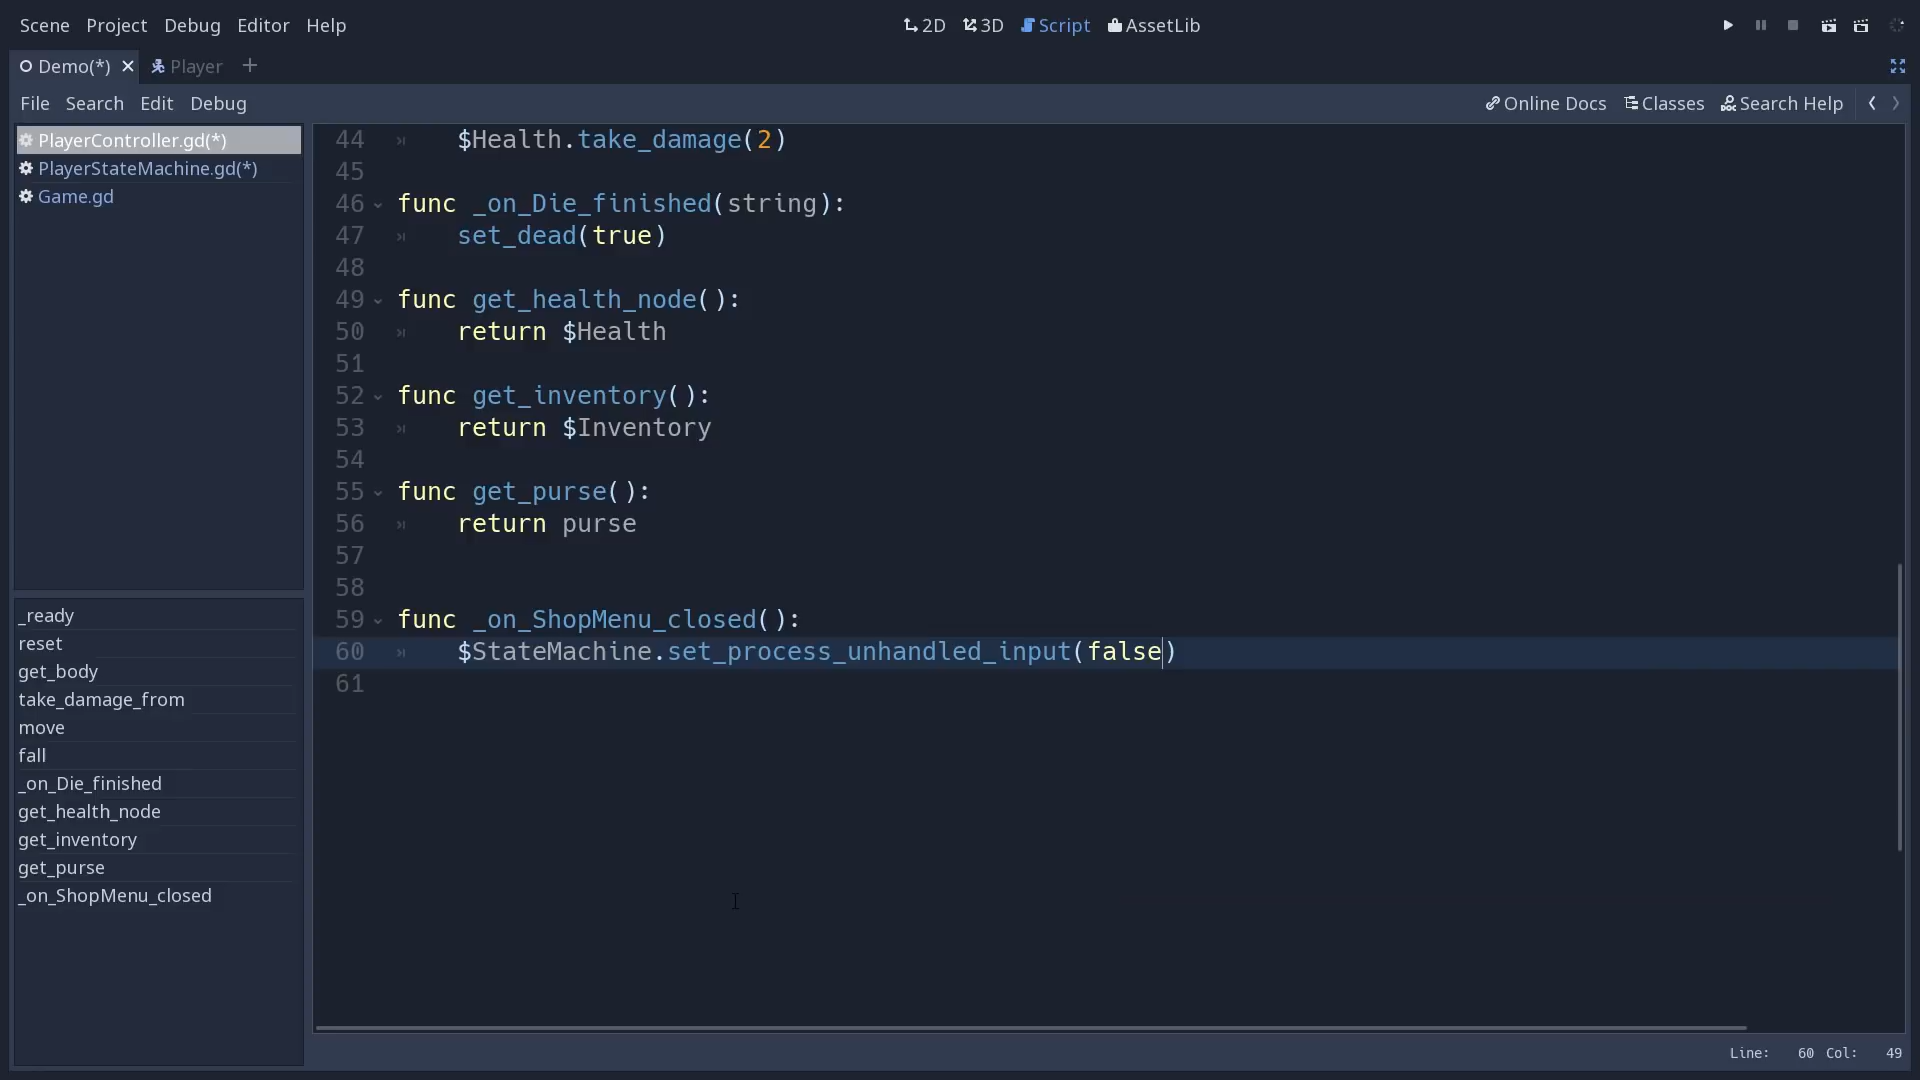 Scene Project Debug Editor Help 2D 3D Script AssetLib
Demo(*) Player
File Search Edit Debug Online Docs Classes Search Help
PlayerController.gd(*)
PlayerStateMachine.gd(*)
Game.gd
_ready
reset
get_body
take_damage_from
move
fall
_on_Die_finished
get_health_node
get_inventory
get_purse
_on_ShopMenu_closed
44 $Health.take_damage(2)
45
46 func _on_Die_finished(string):
47 set_dead(true)
48
49 func get_health_node():
50 return $Health
51
52 func get_inventory():
53 return $Inventory
54
55 func get_purse():
56 return purse
57
58
59 func _on_ShopMenu_closed():
60 $StateMachine.set_process_unhandled_input(false)
61
Line: 60 Col: 49